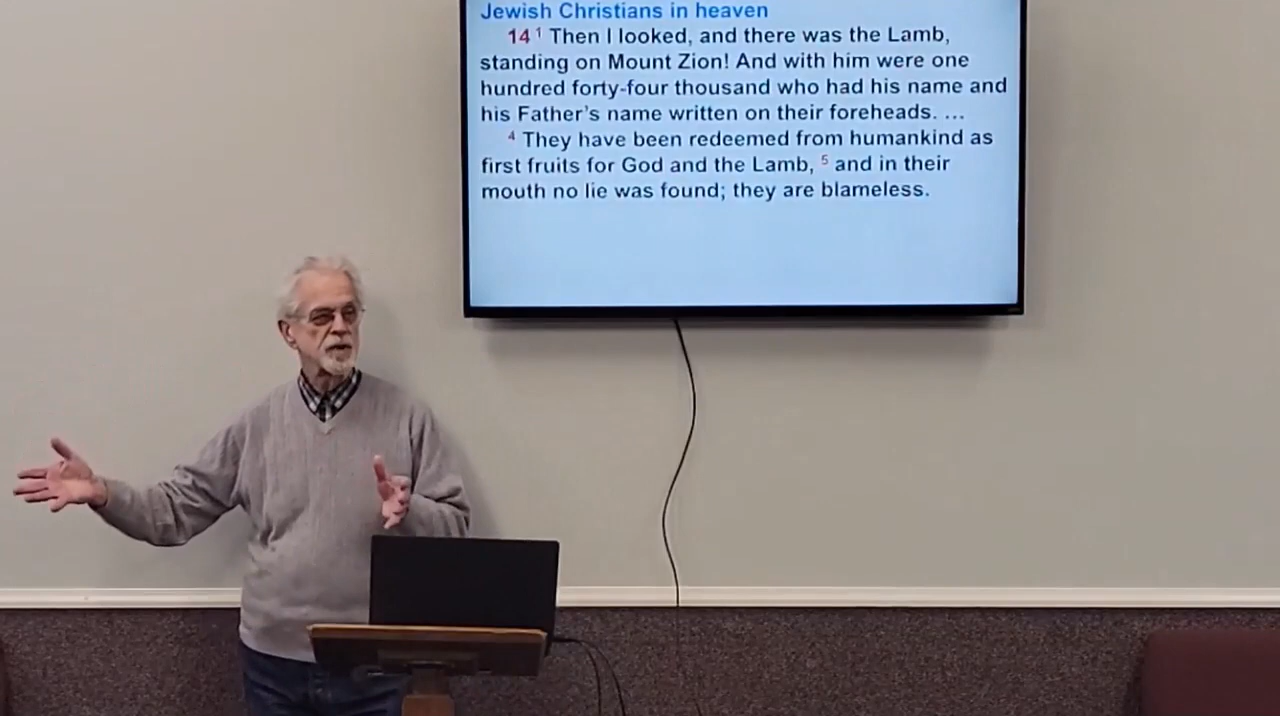 Jewish Christians in heaven
14 1 Then I looked, and there was the Lamb,
standing on Mount Zion! And with him were one
hundred forty-four thousand who had his name and
his Father's name written on their foreheads. ...
4 They have been redeemed from humankind as
first fruits for God and the Lamb, 5 and in their
mouth no lie was found; they are blameless.